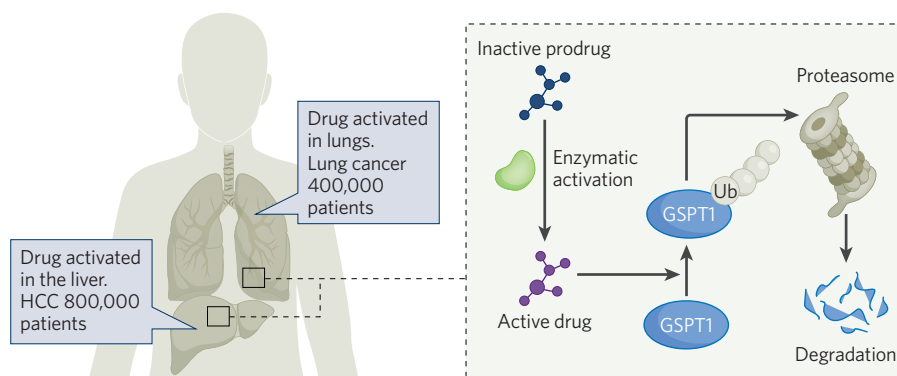 Drug activated
in lungs.
Lung cancer
400,000
patients
Drug activated
in the liver.
HCC 800,000
patients
Inactive prodrug
Enzymatic
activation
Active drug
GSPT1
Ub
GSPT1
Proteasome
Degradation